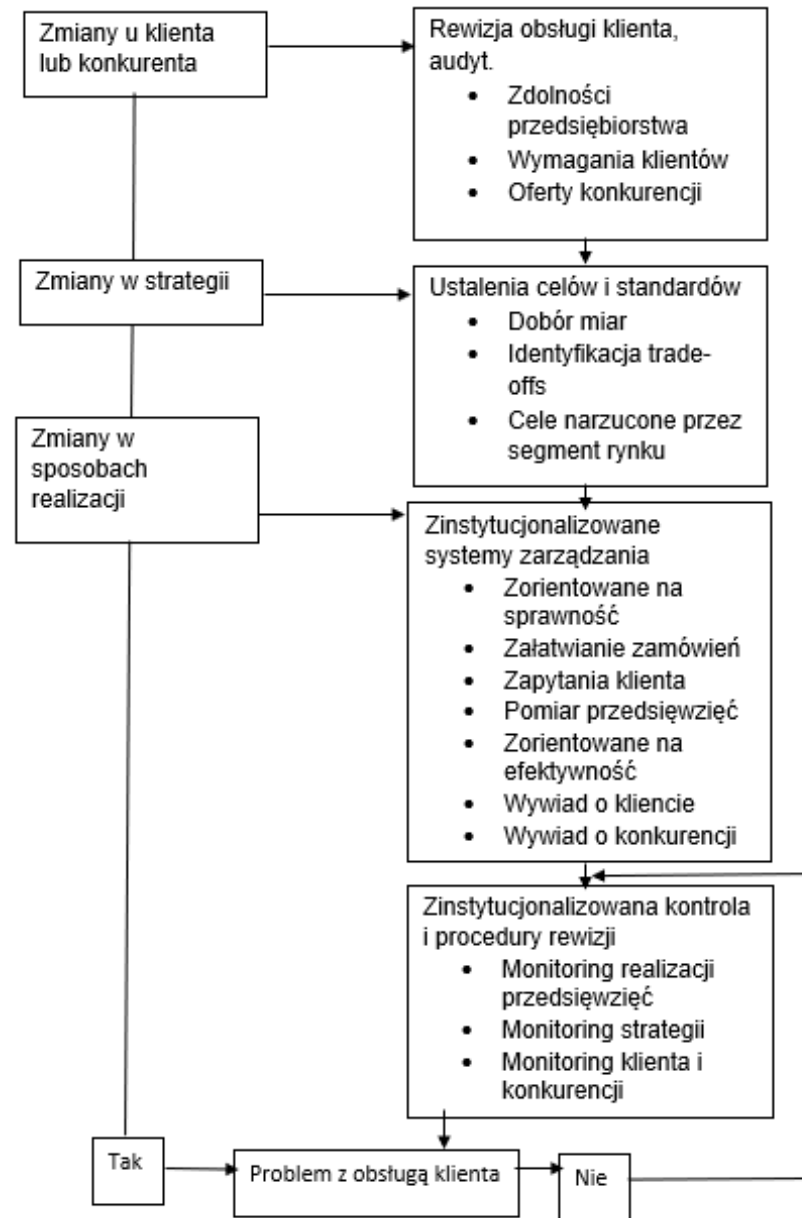 Zmiany u klienta
lub konkurenta
Rewizja obsługi klienta,
audyt.
• Zdolności
przedsiębiorstwa
• Wymagania klientów
• Oferty konkurencji
Zmiany w strategii
Ustalenia celów i standardów
• Dobór miar
• Identyfikacja trade-
offs
• Cele narzucone przez
segment rynku
Zmiany w
sposobach
realizacji
Zinstytucjonalizowane
systemy zarządzania
• Zorientowane na
sprawność
• Załatwianie zamówień
• Zapytania klienta
• Pomiar przedsięwzięć
• Zorientowane na
efektywność
• Wywiad o kliencie
• Wywiad o konkurencji
Zinstytucjonalizowana kontrola
i procedury rewizji
• Monitoring realizacji
przedsięwzięć
• Monitoring strategii
• Monitoring klienta i
konkurencji
Tak
Problem z obsługą klienta
Nie